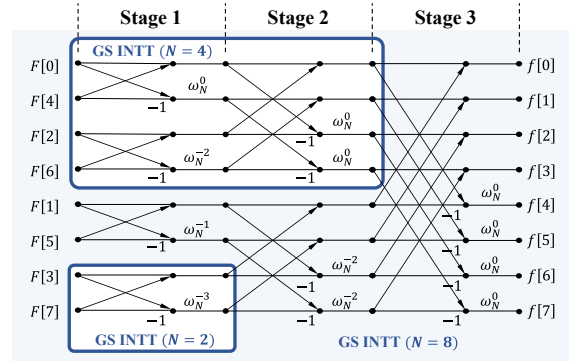 Stage 1 Stage 2 Stage 3
GS INTT (N = 4)
F[0] f[0]
ω_N^0
F[4] −1 f[1]
ω_N^0
F[2] −1 f[2]
ω_N^{−2} ω_N^0
F[6] −1 −1 f[3]
ω_N^0
F[1] −1 f[4]
ω_N^{−1} ω_N^0
F[5] −1 −1 f[5]
ω_N^{−2} ω_N^0
F[3] −1 −1 f[6]
ω_N^{−3} ω_N^{−2} ω_N^0
F[7] −1 −1 −1 f[7]
GS INTT (N = 2) GS INTT (N = 8)